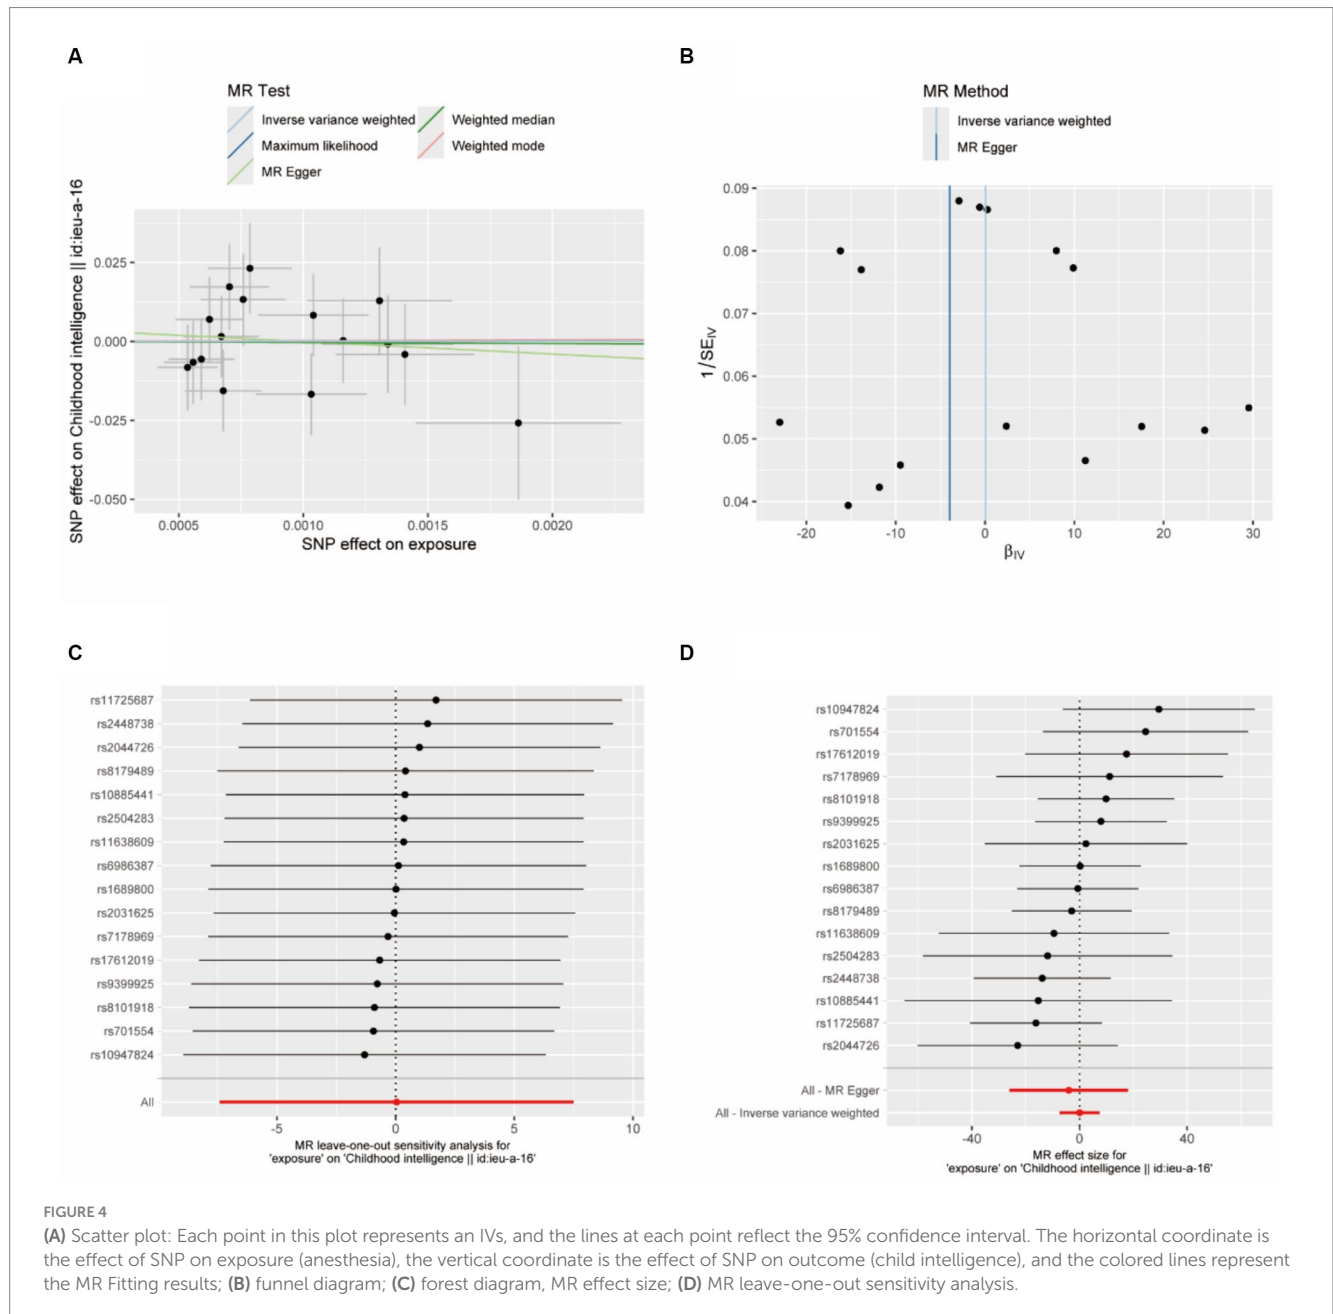 A
MR Test
Inverse variance weighted
Weighted median
Maximum likelihood
Weighted mode
MR Egger
SNP effect on Childhood intelligence || id:ieu-a-16
0.025
0.000
-0.025
-0.050
0.0005
0.0010
0.0015
0.0020
SNP effect on exposure
B
MR Method
Inverse variance weighted
MR Egger
1/SEIV
0.09
0.08
0.07
0.06
0.05
0.04
-20
-10
0
10
20
30
βIV
C
rs11725687
rs2448738
rs2044726
rs8179489
rs10885441
rs2504283
rs11638609
rs6986387
rs1689800
rs2031625
rs7178969
rs17612019
rs9399925
rs8101918
rs701554
rs10947824
All
-5
0
5
10
MR leave-one-out sensitivity analysis for
'exposure' on 'Childhood intelligence || id:ieu-a-16'
D
rs10947824
rs701554
rs17612019
rs7178969
rs8101918
rs9399925
rs2031625
rs1689800
rs6986387
rs8179489
rs11638609
rs2504283
rs2448738
rs10885441
rs11725687
rs2044726
All - MR Egger
All - Inverse variance weighted
-40
0
40
MR effect size for
'exposure' on 'Childhood intelligence || id:ieu-a-16'
FIGURE 4
(A) Scatter plot: Each point in this plot represents an IVs, and the lines at each point reflect the 95% confidence interval. The horizontal coordinate is
the effect of SNP on exposure (anesthesia), the vertical coordinate is the effect of SNP on outcome (child intelligence), and the colored lines represent
the MR Fitting results; (B) funnel diagram; (C) forest diagram, MR effect size; (D) MR leave-one-out sensitivity analysis.